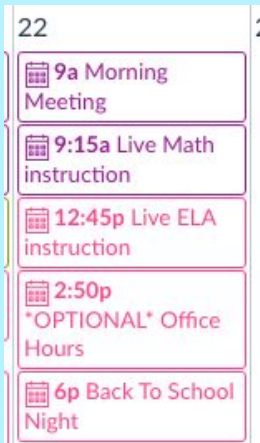 22
9a Morning
Meeting
9:15a Live Math
instruction
12:45p Live ELA
instruction
2:50p
*OPTIONAL* Office
Hours
6p Back To School
Night